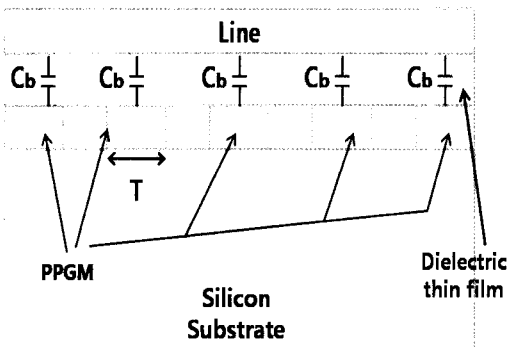 Line
Cb Cb Cb Cb Cb
T
PPGM
Dielectric
thin film
Silicon
Substrate